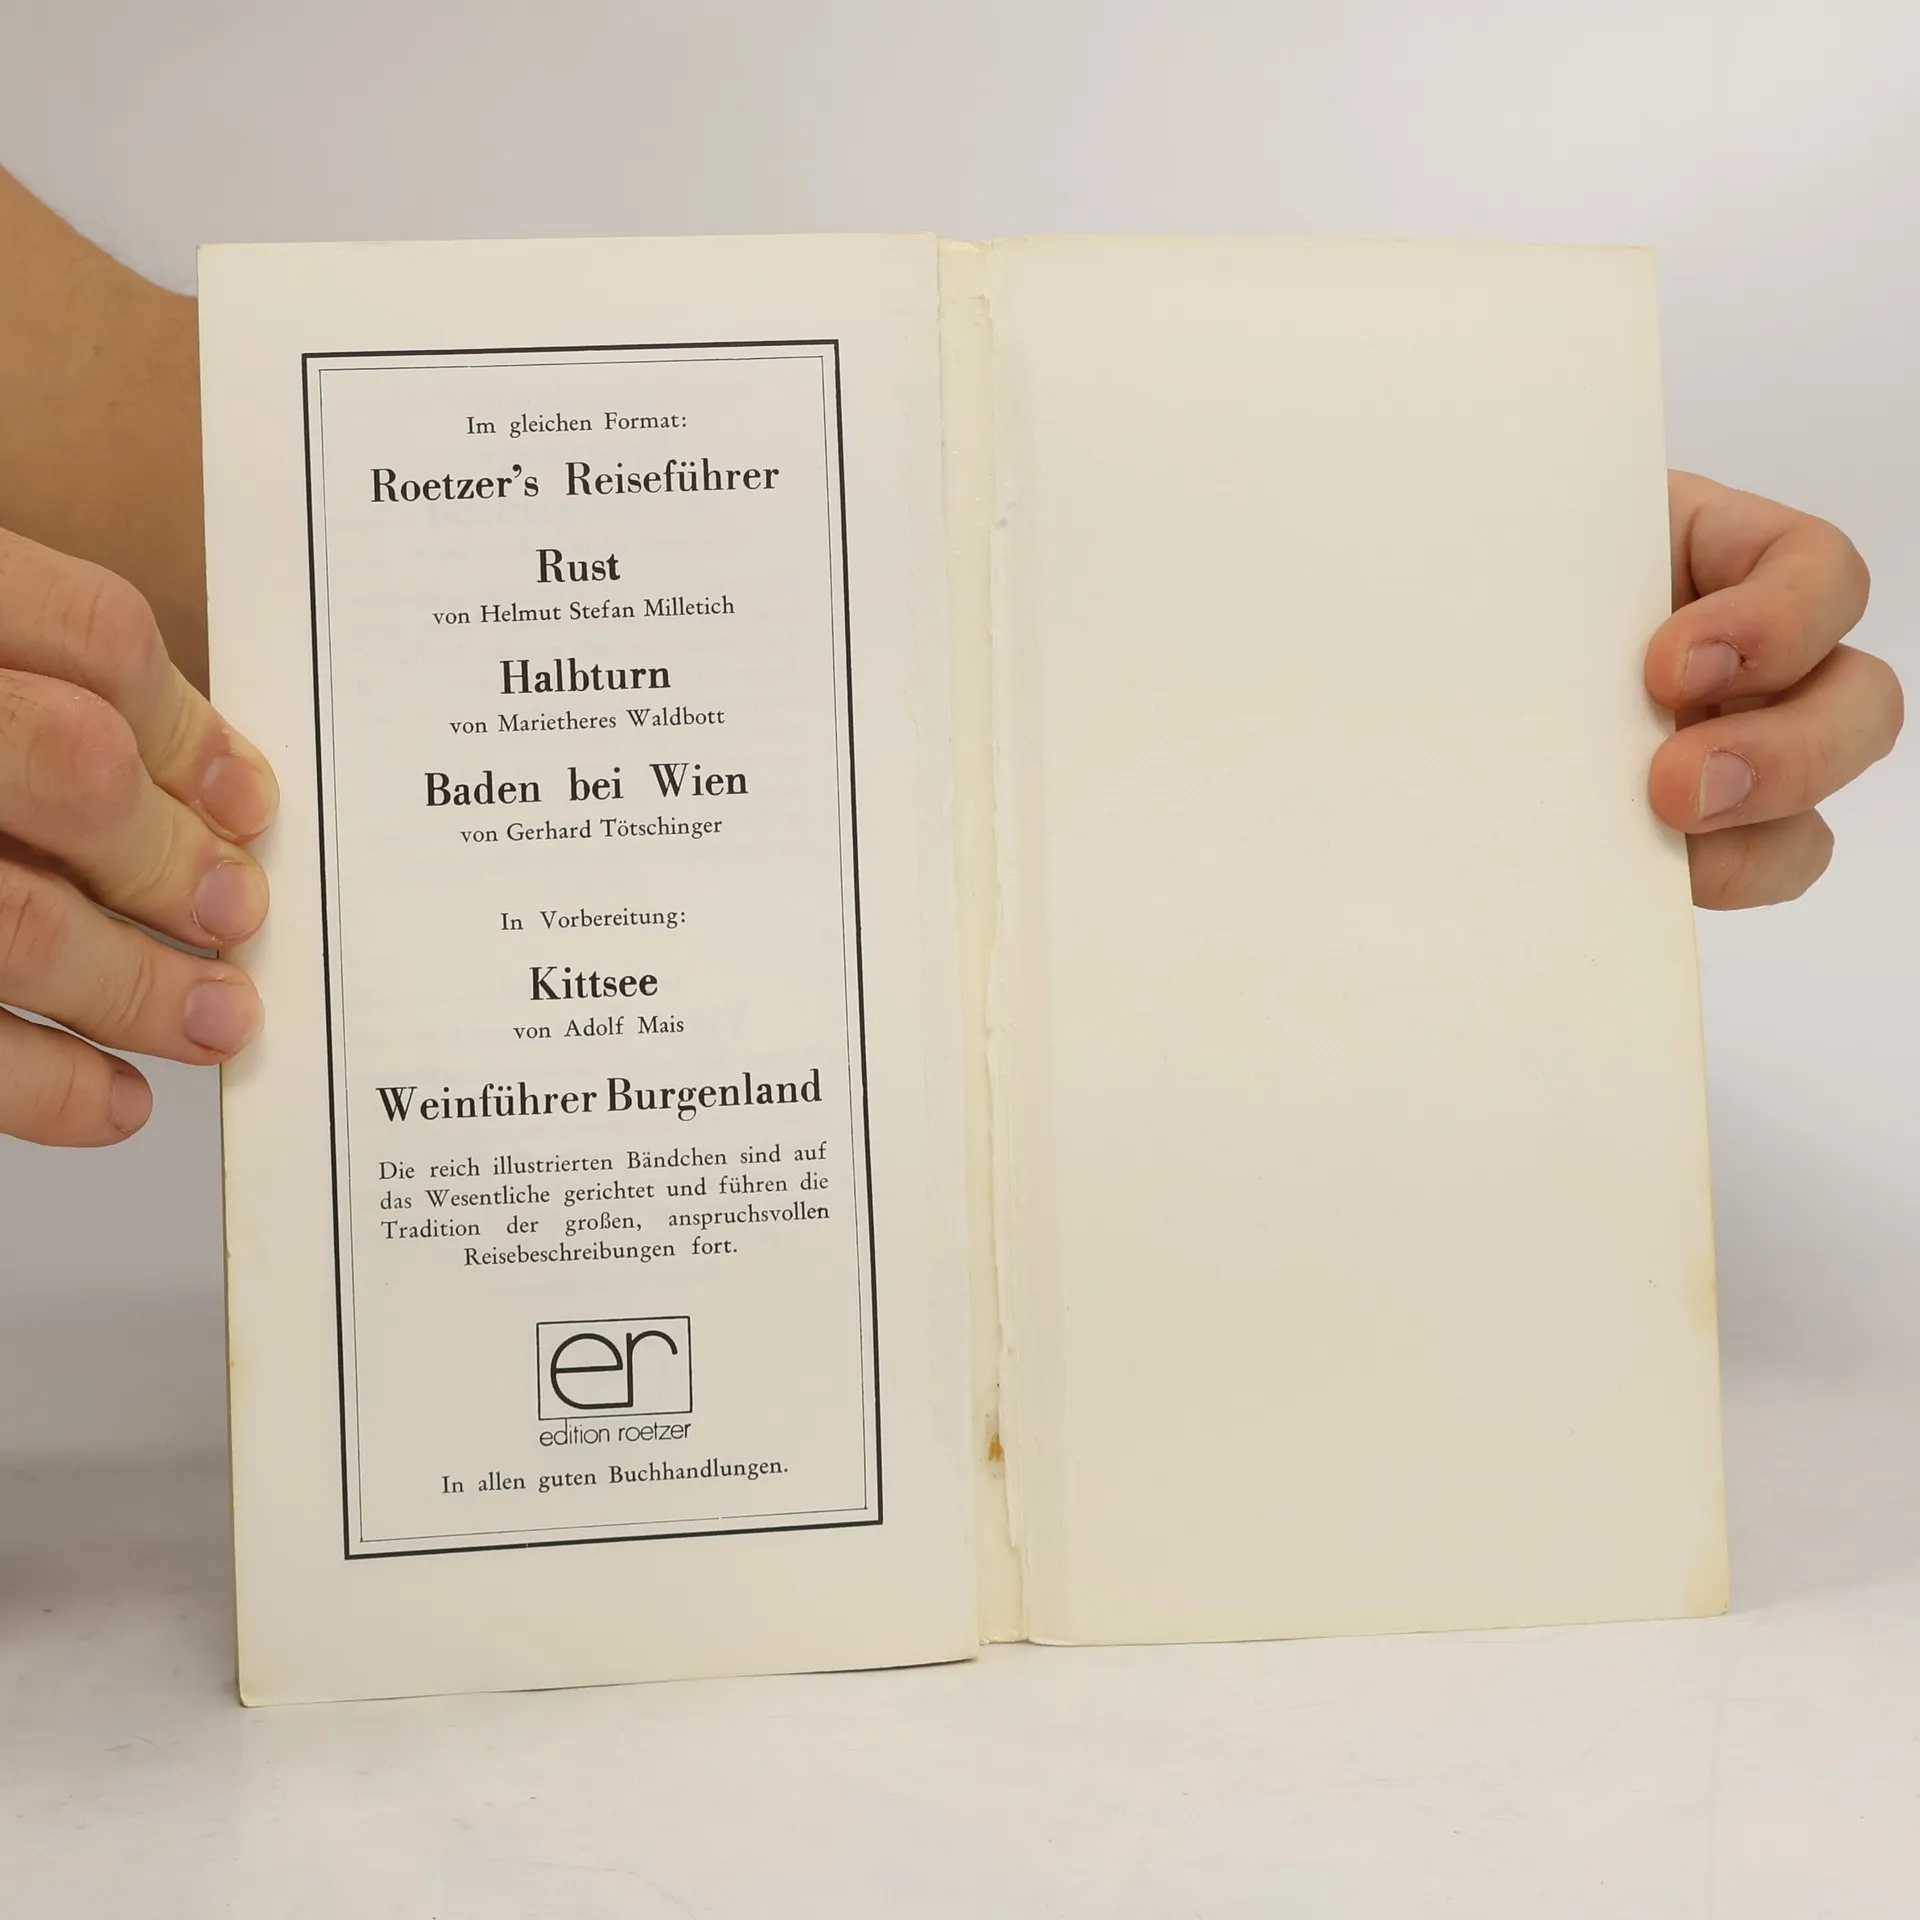 Im gleichen Format:
Roetzer's Reiseführer
Rust
von Helmut Stefan Milletich
Halbturn
von Marietheres Waldbott
Baden bei Wien
von Gerhard Tötschinger
In Vorbereitung:
Kittsee
von Adolf Mais
Weinführer Burgenland
Die reich illustrierten Bändchen sind auf
das Wesentliche gerichtet und führen die
Tradition der großen, anspruchsvollen
Reisebeschreibungen fort.
er
edition roetzer
In allen guten Buchhandlungen.